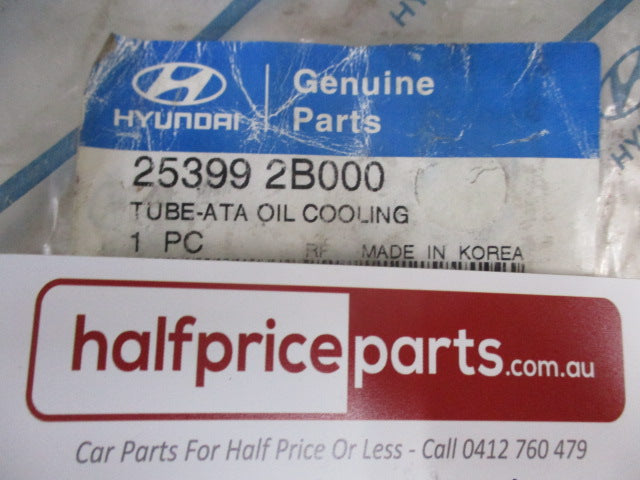 HYUNDAI
Genuine
Parts
25399 2B000
TUBE-ATA OIL COOLING
1 PC RF MADE IN KOREA
halfpriceparts.com.au
Car Parts For Half Price Or Less - Call 0412 760 479